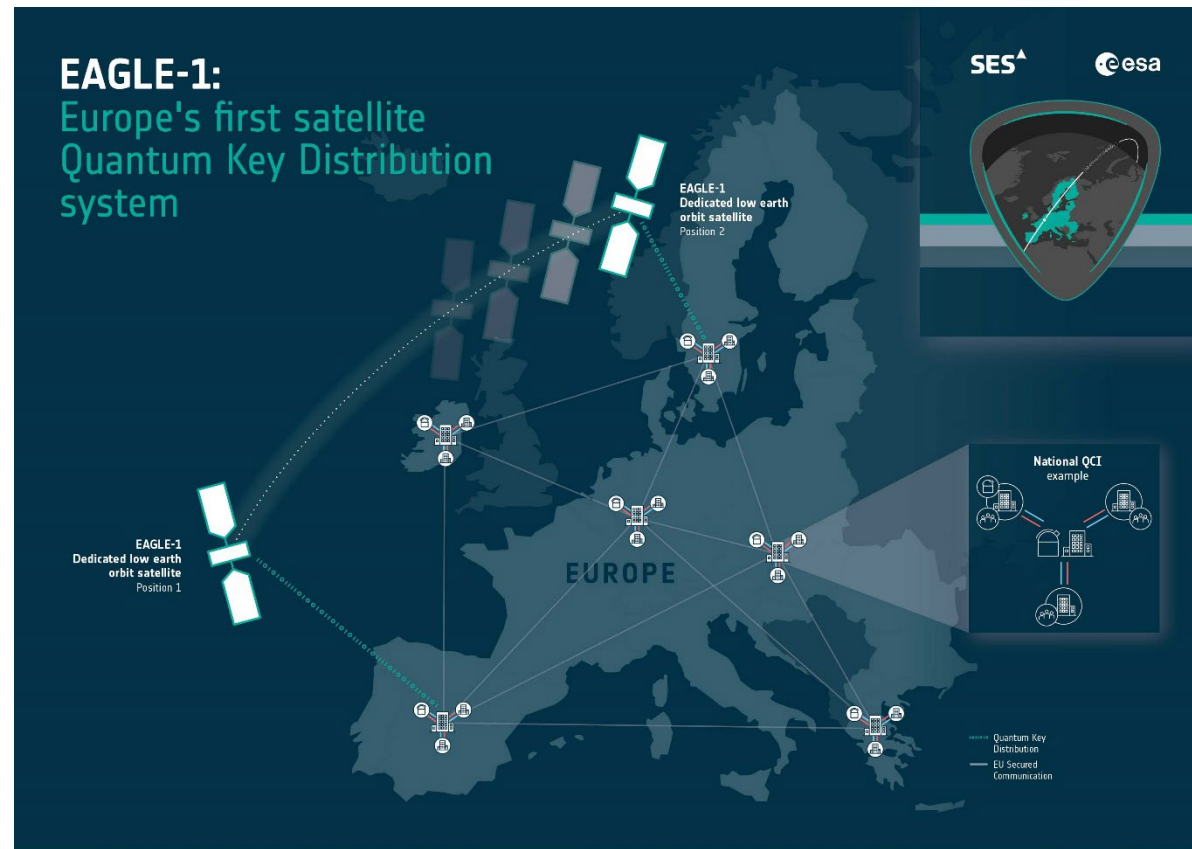 EAGLE-1:
Europe's first satellite
Quantum Key Distribution
system
SES
esa
EAGLE-1
Dedicated low earth
orbit satellite
Position 2
EAGLE-1
Dedicated low earth
orbit satellite
Position 1
EUROPE
National QCI
example
Quantum Key
Distribution
EU Secured
Communication